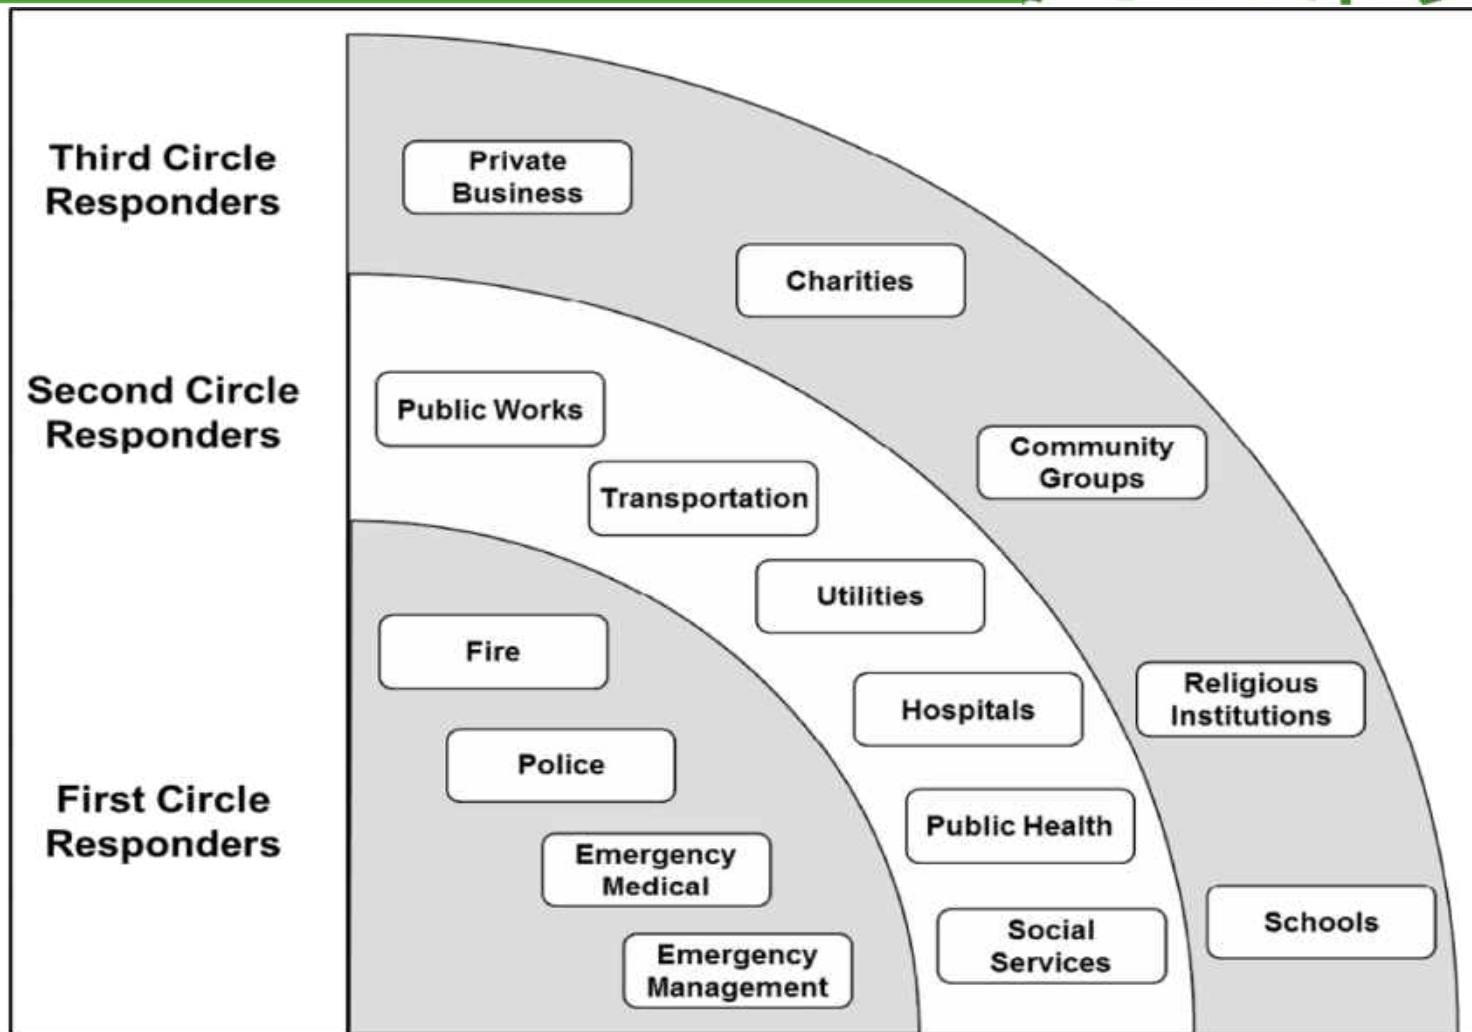 Third Circle
Responders
Private
Business
Charities
Community
Groups
Religious
Institutions
Schools
Second Circle
Responders
Public Works
Transportation
Utilities
Hospitals
Public Health
Social
Services
First Circle
Responders
Fire
Police
Emergency
Medical
Emergency
Management